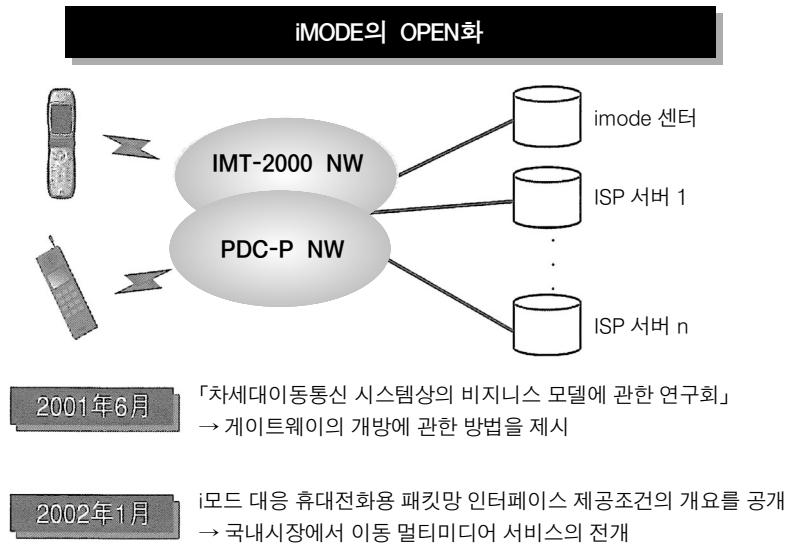 iMODE의 OPEN화
imode 센터
IMT-2000 NW
ISP 서버 1
PDC-P NW
ISP 서버 n
2001年6月
「차세대이동통신 시스템상의 비지니스 모델에 관한 연구회」
→ 게이트웨이의 개방에 관한 방법을 제시
2002年1月
i모드 대응 휴대전화용 패킷망 인터페이스 제공조건의 개요를 공개
→ 국내시장에서 이동 멀티미디어 서비스의 전개